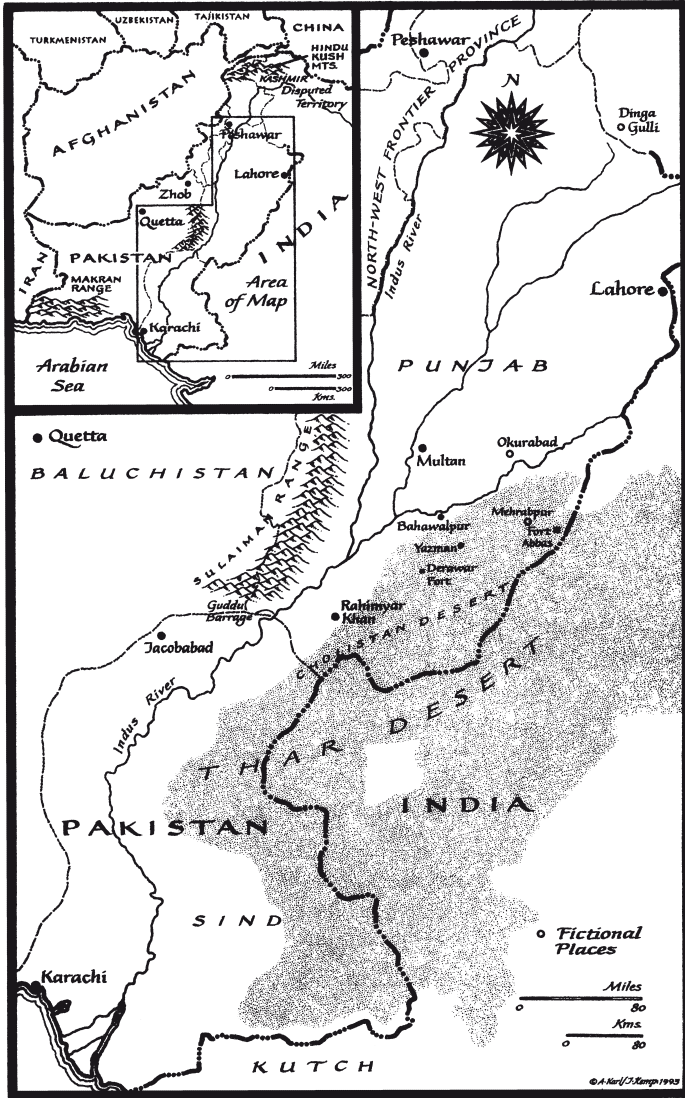 UZBEKISTAN
TAJIKISTAN
TURKMENISTAN
CHINA
HINDU
KUSH
MTS.
KASHMIR
Disputed
Territory
AFGHANISTAN
Peshawar
Lahore
Zhob
Quetta
PAKISTAN
INDIA
IRAN
MAKRAN
RANGE
Area
of Map
Karachi
Arabian
Sea
Miles
0 300
0 300
Kms.
Peshawar
NORTH-WEST FRONTIER PROVINCE
N
Dinga
Gulli
Indus River
Lahore
PUNJAB
Quetta
BALUCHISTAN
SULAIMAN RANGE
Multan
Okurabad
Bahawalpur
Mehrabpur
Fort
Abbas
Yazman
Derawar
Fort
Guddu
Barrage
Rahimyar
Khan
CHOLISTAN DESERT
Jacobabad
Indus River
THAR DESERT
PAKISTAN
INDIA
SIND
Fictional
Places
Karachi
Miles
0 80
Kms.
0 80
KUTCH
© A·Karl/J·Kemp·1993